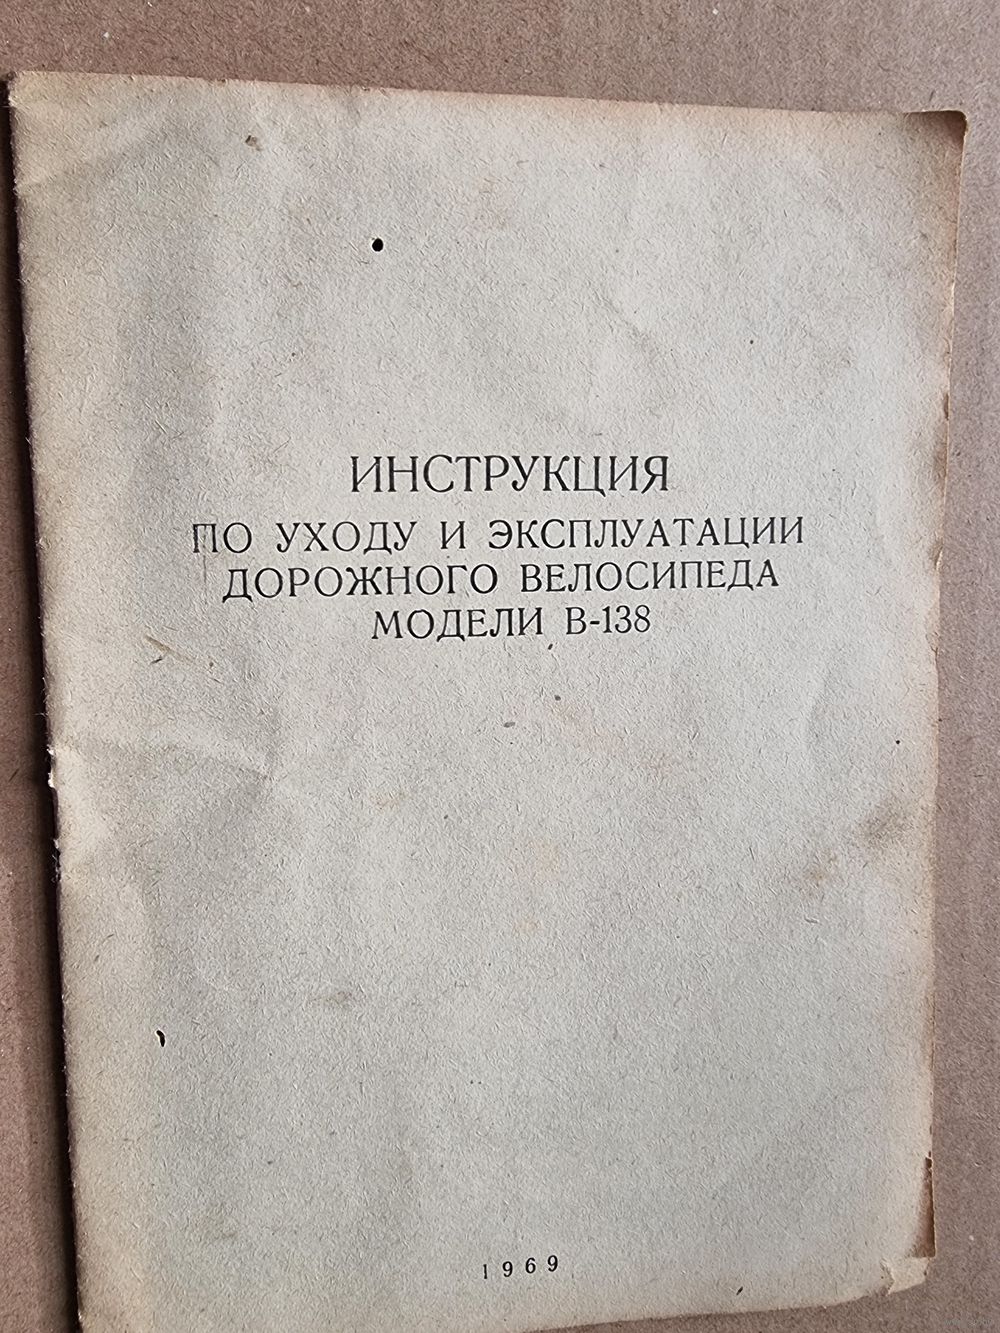 ИНСТРУКЦИЯ
ПО УХОДУ И ЭКСПЛУАТАЦИИ
ДОРОЖНОГО ВЕЛОСИПЕДА
МОДЕЛИ В-138
1969